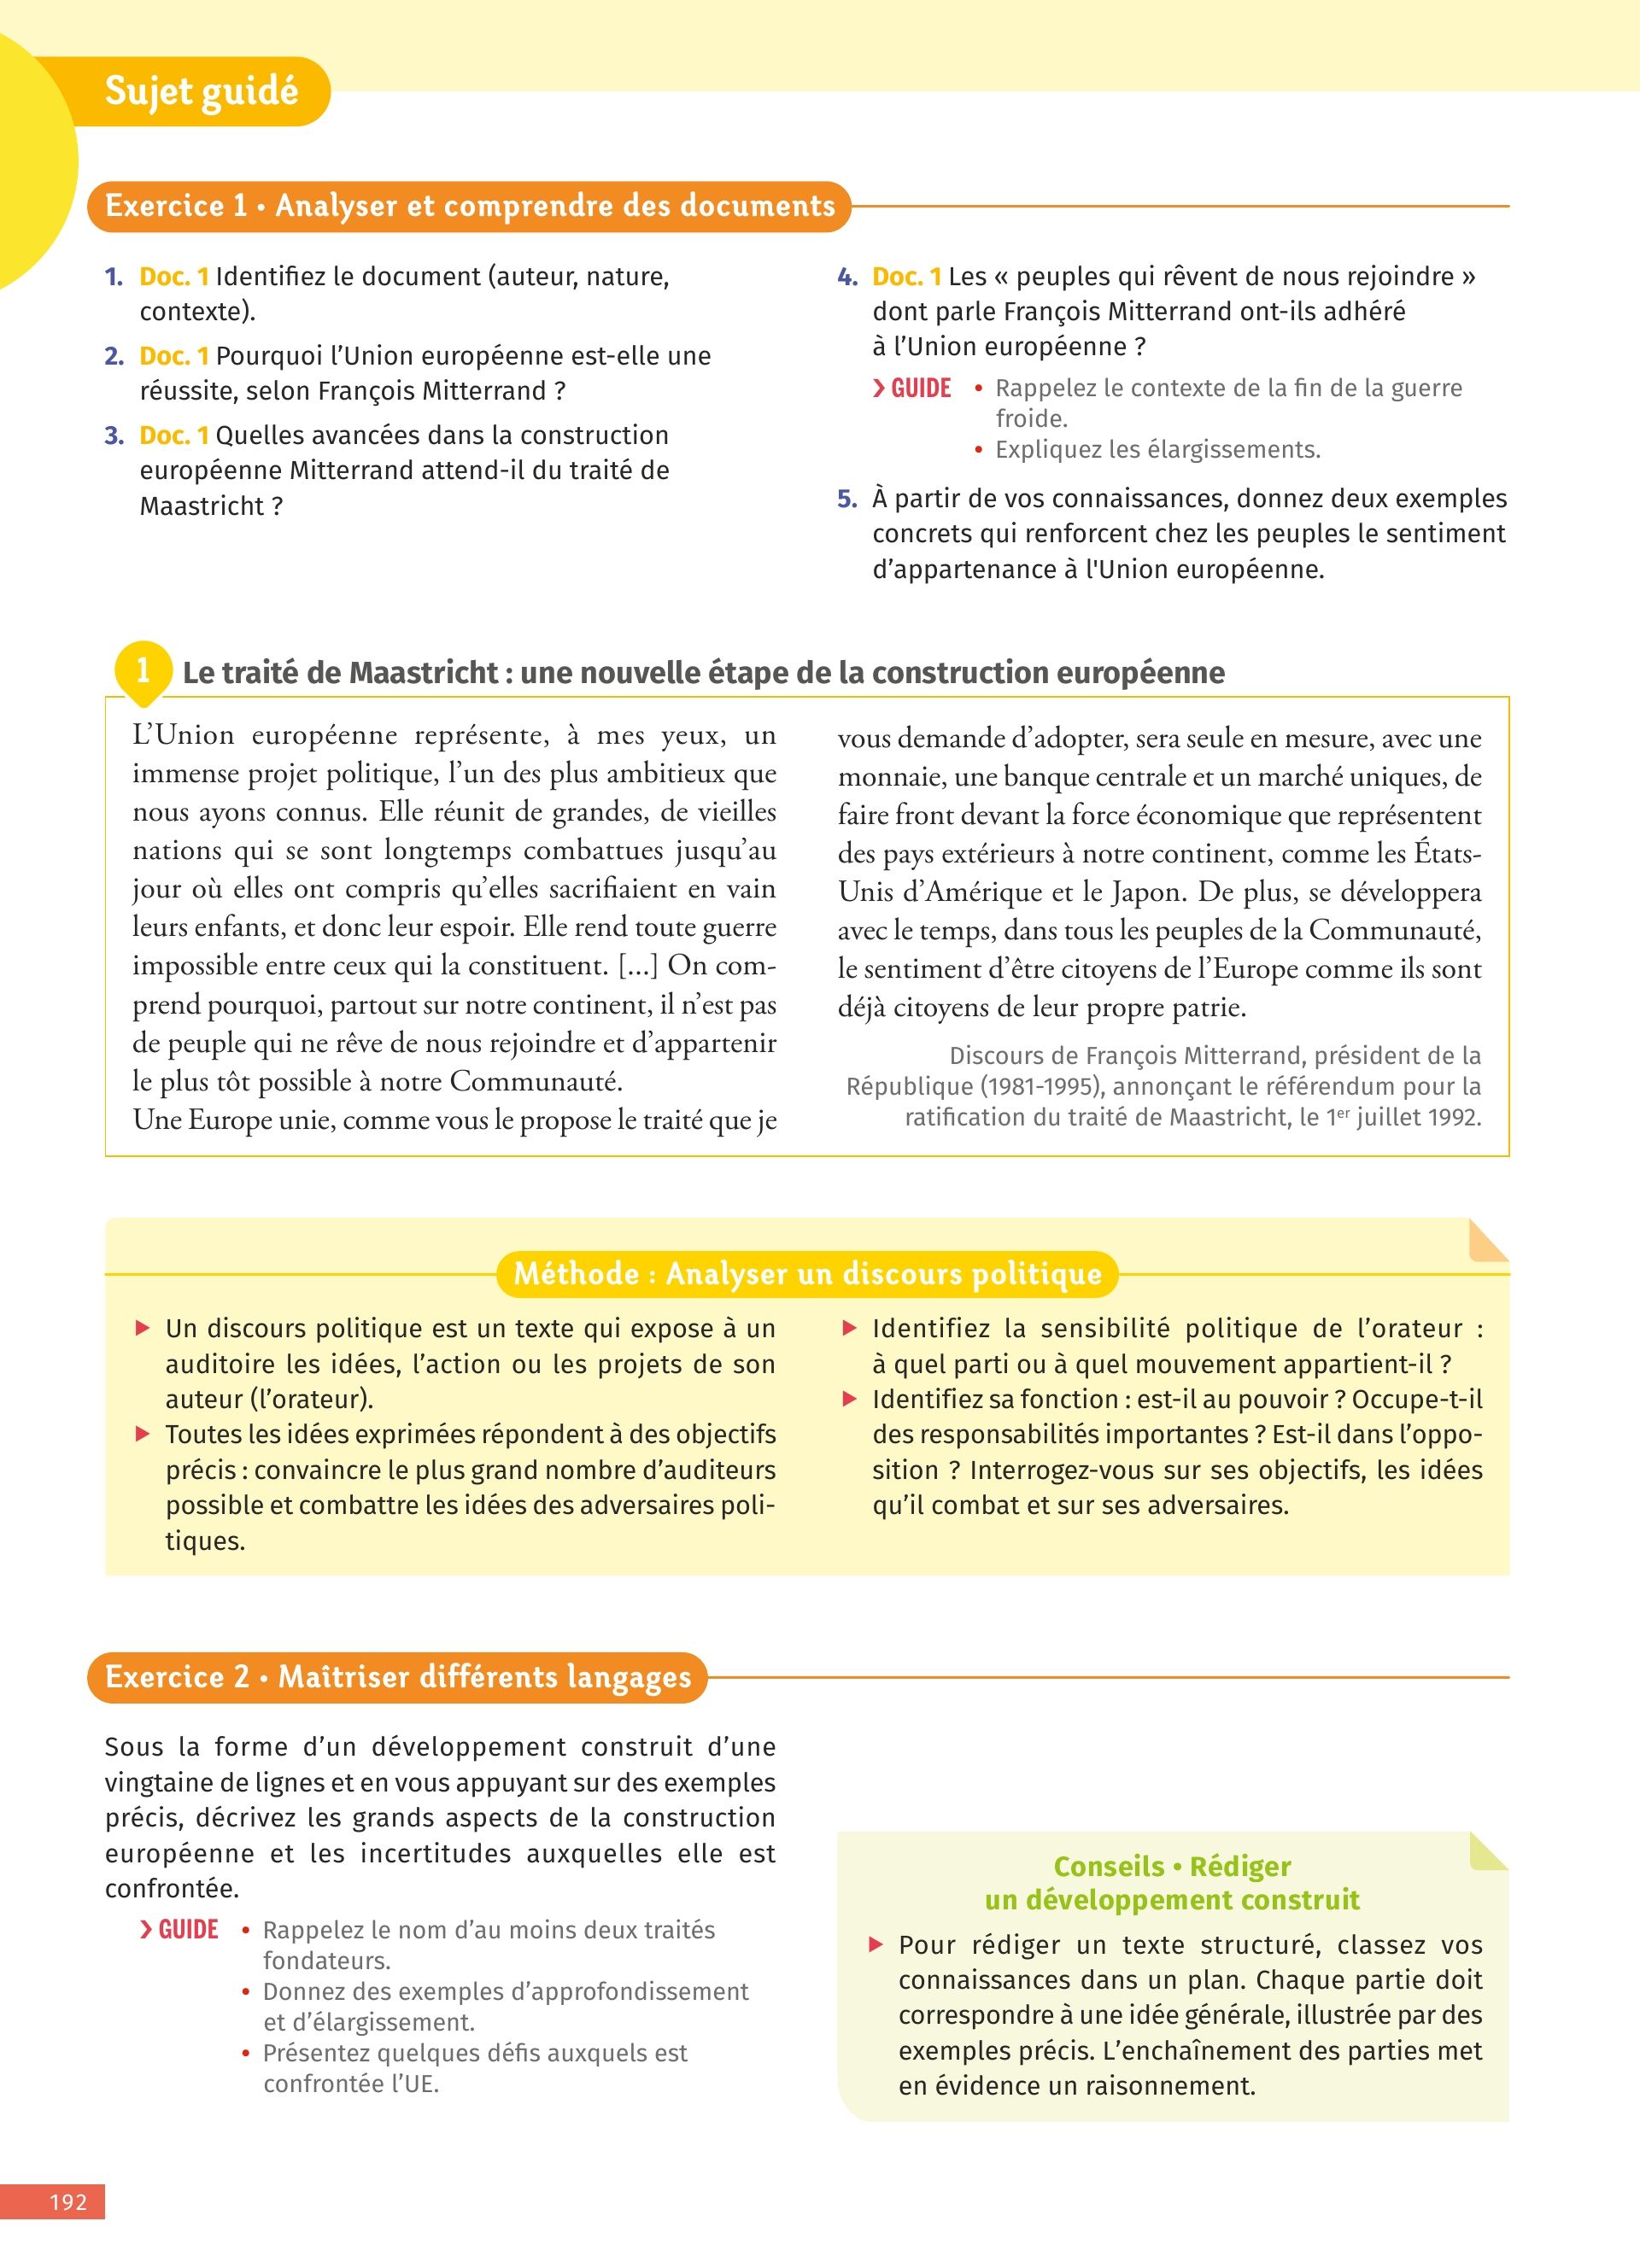 Sujet guidé
Exercice 1 • Analyser et comprendre des documents
1. Doc. 1 Identifiez le document (auteur, nature,
contexte).
2. Doc. 1 Pourquoi l’Union européenne est-elle une
réussite, selon François Mitterrand ?
3. Doc. 1 Quelles avancées dans la construction
européenne Mitterrand attend-il du traité de
Maastricht ?
4. Doc. 1 Les « peuples qui rêvent de nous rejoindre »
dont parle François Mitterrand ont-ils adhéré
à l’Union européenne ?
› GUIDE • Rappelez le contexte de la fin de la guerre
froide.
• Expliquez les élargissements.
5. À partir de vos connaissances, donnez deux exemples
concrets qui renforcent chez les peuples le sentiment
d’appartenance à l'Union européenne.
1 Le traité de Maastricht : une nouvelle étape de la construction européenne
L’Union européenne représente, à mes yeux, un
immense projet politique, l’un des plus ambitieux que
nous ayons connus. Elle réunit de grandes, de vieilles
nations qui se sont longtemps combattues jusqu’au
jour où elles ont compris qu’elles sacrifiaient en vain
leurs enfants, et donc leur espoir. Elle rend toute guerre
impossible entre ceux qui la constituent. [...] On com-
prend pourquoi, partout sur notre continent, il n’est pas
de peuple qui ne rêve de nous rejoindre et d’appartenir
le plus tôt possible à notre Communauté.
Une Europe unie, comme vous le propose le traité que je
vous demande d’adopter, sera seule en mesure, avec une
monnaie, une banque centrale et un marché uniques, de
faire front devant la force économique que représentent
des pays extérieurs à notre continent, comme les États-
Unis d’Amérique et le Japon. De plus, se développera
avec le temps, dans tous les peuples de la Communauté,
le sentiment d’être citoyens de l’Europe comme ils sont
déjà citoyens de leur propre patrie.
Discours de François Mitterrand, président de la
République (1981-1995), annonçant le référendum pour la
ratification du traité de Maastricht, le 1er juillet 1992.
Méthode : Analyser un discours politique
► Un discours politique est un texte qui expose à un
auditoire les idées, l’action ou les projets de son
auteur (l’orateur).
► Toutes les idées exprimées répondent à des objectifs
précis : convaincre le plus grand nombre d’auditeurs
possible et combattre les idées des adversaires poli-
tiques.
► Identifiez la sensibilité politique de l’orateur :
à quel parti ou à quel mouvement appartient-il ?
► Identifiez sa fonction : est-il au pouvoir ? Occupe-t-il
des responsabilités importantes ? Est-il dans l’oppo-
sition ? Interrogez-vous sur ses objectifs, les idées
qu’il combat et sur ses adversaires.
Exercice 2 • Maîtriser différents langages
Sous la forme d’un développement construit d’une
vingtaine de lignes et en vous appuyant sur des exemples
précis, décrivez les grands aspects de la construction
européenne et les incertitudes auxquelles elle est
confrontée.
› GUIDE • Rappelez le nom d’au moins deux traités
fondateurs.
• Donnez des exemples d’approfondissement
et d’élargissement.
• Présentez quelques défis auxquels est
confrontée l’UE.
Conseils • Rédiger
un développement construit
► Pour rédiger un texte structuré, classez vos
connaissances dans un plan. Chaque partie doit
correspondre à une idée générale, illustrée par des
exemples précis. L’enchaînement des parties met
en évidence un raisonnement.
192